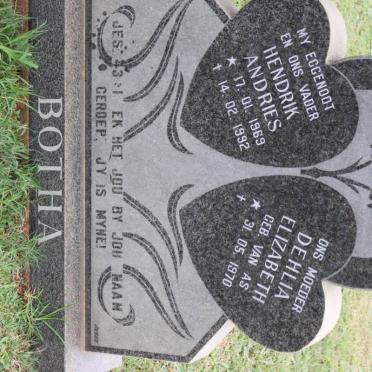 MY EGGENOOT
EN ONS VADER
HENDRIK
ANDRIES
★ 17. 01. 1969
✝ 14. 02. 1992
ONS MOEDER
DEHLIA
ELIZABETH
GEB VAN AS
★ 31. 05. 1970
✝
JES. 43 : 1 EK HET JOU BY JOU NAAM
GEROEP, JY IS MYNE!
BOTHA